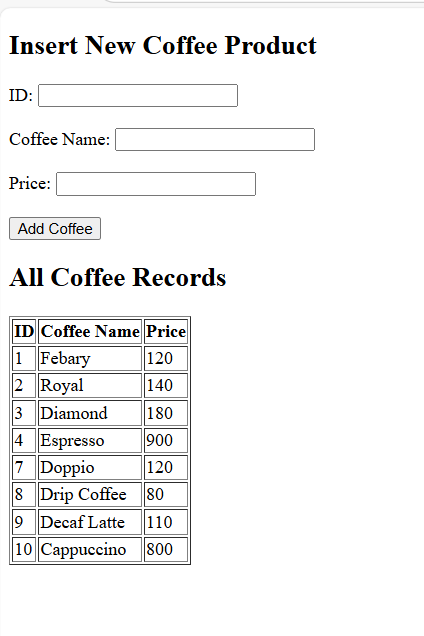 Insert New Coffee Product
ID:
Coffee Name:
Price:
Add Coffee
All Coffee Records
ID Coffee Name Price
1 Febary 120
2 Royal 140
3 Diamond 180
4 Espresso 900
7 Doppio 120
8 Drip Coffee 80
9 Decaf Latte 110
10 Cappuccino 800